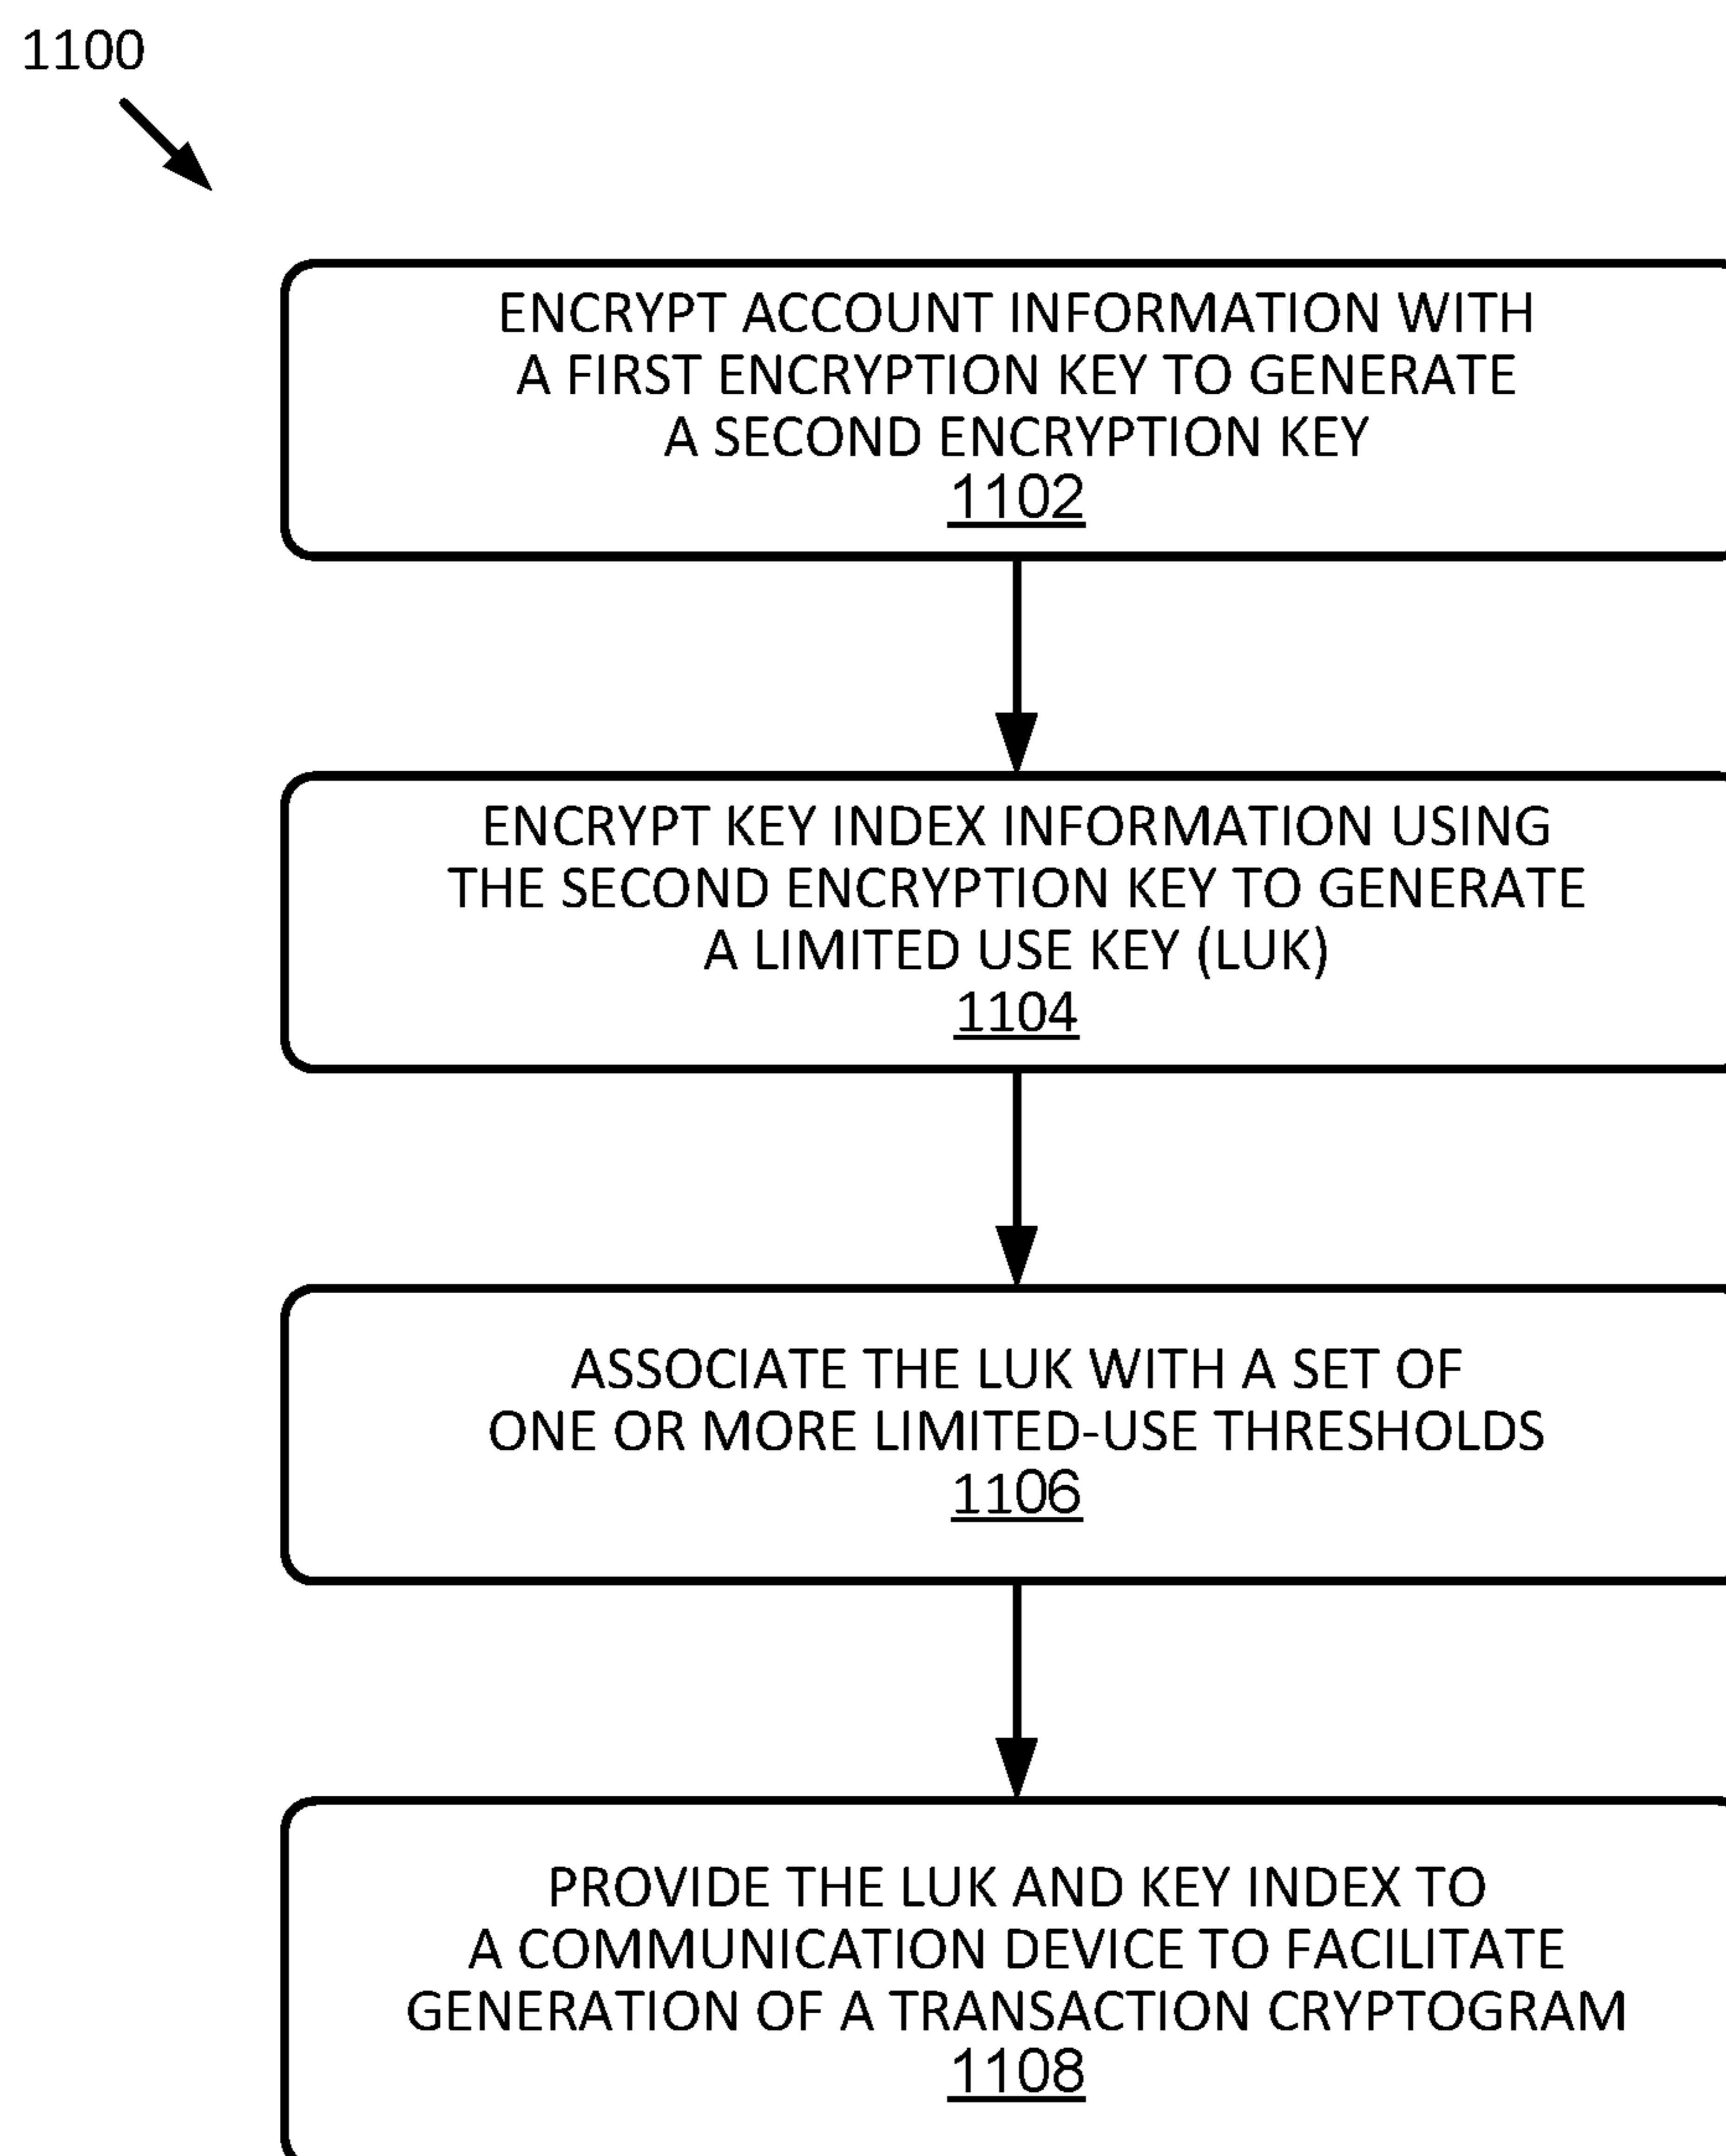 1100
ENCRYPT ACCOUNT INFORMATION WITH
A FIRST ENCRYPTION KEY TO GENERATE
A SECOND ENCRYPTION KEY
1102
ENCRYPT KEY INDEX INFORMATION USING
THE SECOND ENCRYPTION KEY TO GENERATE
A LIMITED USE KEY (LUK)
1104
ASSOCIATE THE LUK WITH A SET OF
ONE OR MORE LIMITED-USE THRESHOLDS
1106
PROVIDE THE LUK AND KEY INDEX TO
A COMMUNICATION DEVICE TO FACILITATE
GENERATION OF A TRANSACTION CRYPTOGRAM
1108